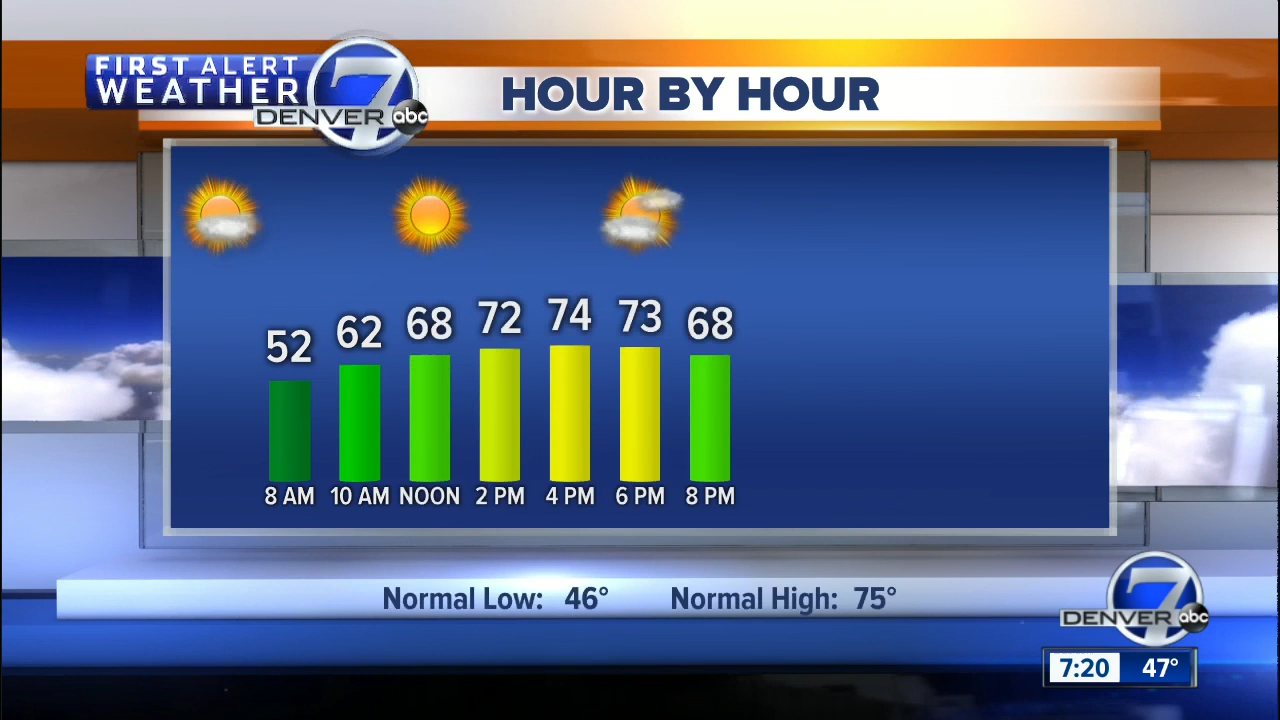 FIRST ALERT
WEATHER
7
DENVER abc
HOUR BY HOUR
52 62 68 72 74 73 68
8 AM 10 AM NOON 2 PM 4 PM 6 PM 8 PM
Normal Low: 46° Normal High: 75°
7
DENVER abc
7:20 47°